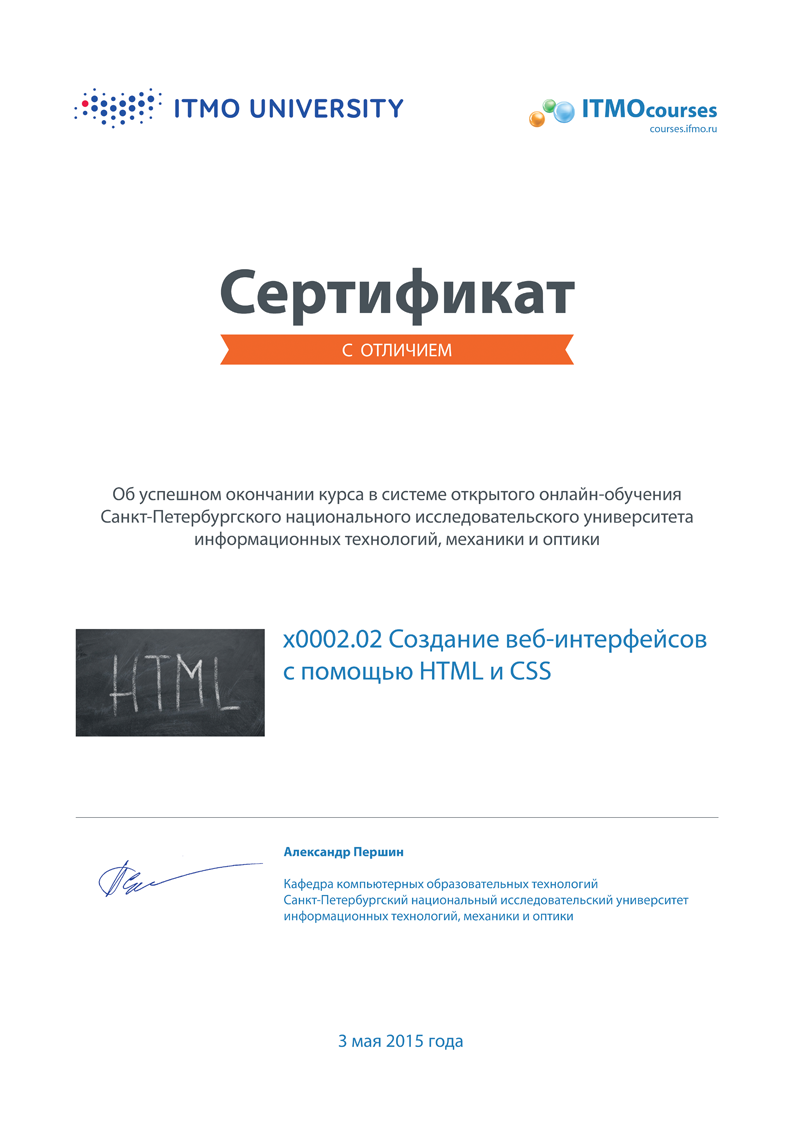 ITMO UNIVERSITY
ITMOcourses
courses.ifmo.ru
Сертификат
С ОТЛИЧИЕМ
Об успешном окончании курса в системе открытого онлайн-обучения
Санкт-Петербургского национального исследовательского университета
информационных технологий, механики и оптики
HTML
x0002.02 Создание веб-интерфейсов
с помощью HTML и CSS
Александр Першин
Кафедра компьютерных образовательных технологий
Санкт-Петербургский национальный исследовательский университет
информационных технологий, механики и оптики
3 мая 2015 года